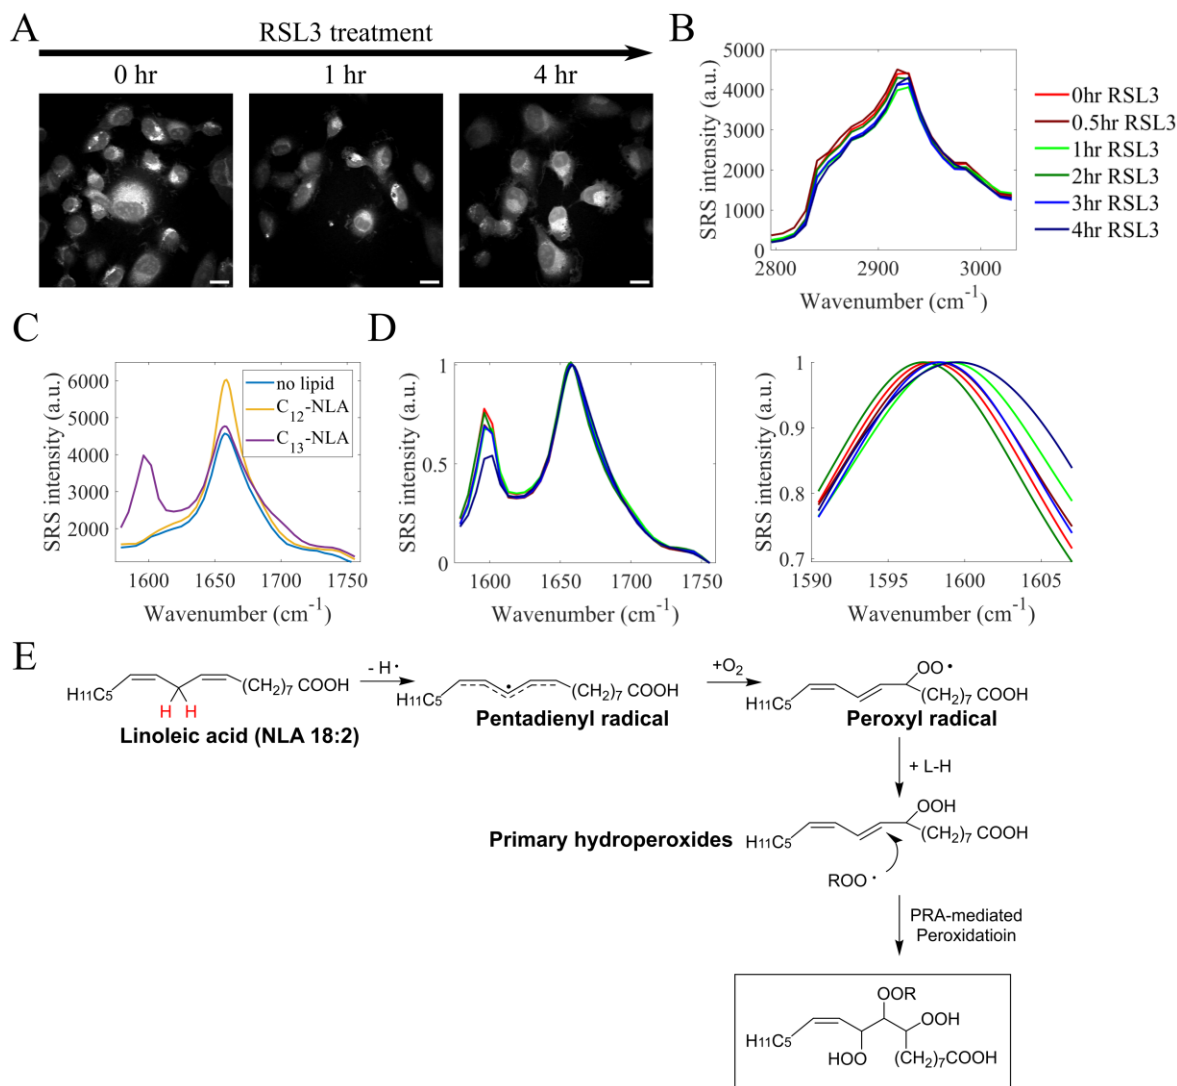 A
RSL3 treatment
0 hr 1 hr 4 hr
B
SRS intensity (a.u.)
5000
4000
3000
2000
1000
0
2800 2900 3000
Wavenumber (cm-1)
0hr RSL3
0.5hr RSL3
1hr RSL3
2hr RSL3
3hr RSL3
4hr RSL3
C
SRS intensity (a.u.)
6000
5000
4000
3000
2000
1600 1650 1700 1750
Wavenumber (cm-1)
no lipid
C12-NLA
C13-NLA
D
SRS intensity (a.u.)
1
0.5
0
1600 1650 1700 1750
Wavenumber (cm-1)
SRS intensity (a.u.)
1
0.9
0.8
0.7
1590 1595 1600 1605
Wavenumber (cm-1)
E
H11C5 (CH2)7 COOH
H H
Linoleic acid (NLA 18:2)
- H•
H11C5 (CH2)7 COOH
Pentadienyl radical
+O2
OO•
H11C5 (CH2)7 COOH
Peroxyl radical
+ L-H
OOH
Primary hydroperoxides
H11C5 (CH2)7 COOH
ROO•
PRA-mediated
Peroxidatioin
OOR
H11C5 OOH
HOO (CH2)7COOH